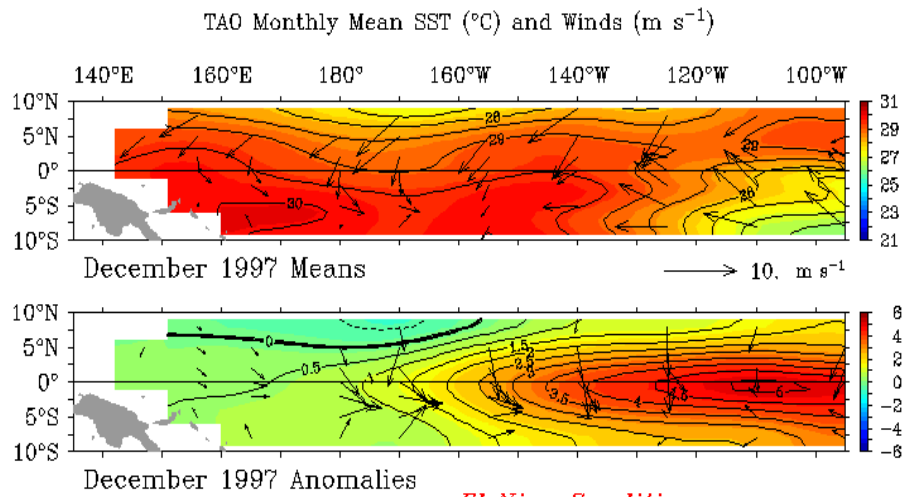 TAO Monthly Mean SST (°C) and Winds (m s⁻¹)
140°E 160°E 180° 160°W 140°W 120°W 100°W
10°N
5°N
0°
5°S
10°S
28
29
29
28
30
31
29
27
25
23
21
December 1997 Means
10. m s⁻¹
10°N
5°N
0°
5°S
10°S
0
0.5
1
1.5
2
2.5
3
3.5
4
6
4
2
0
-2
-4
-6
December 1997 Anomalies